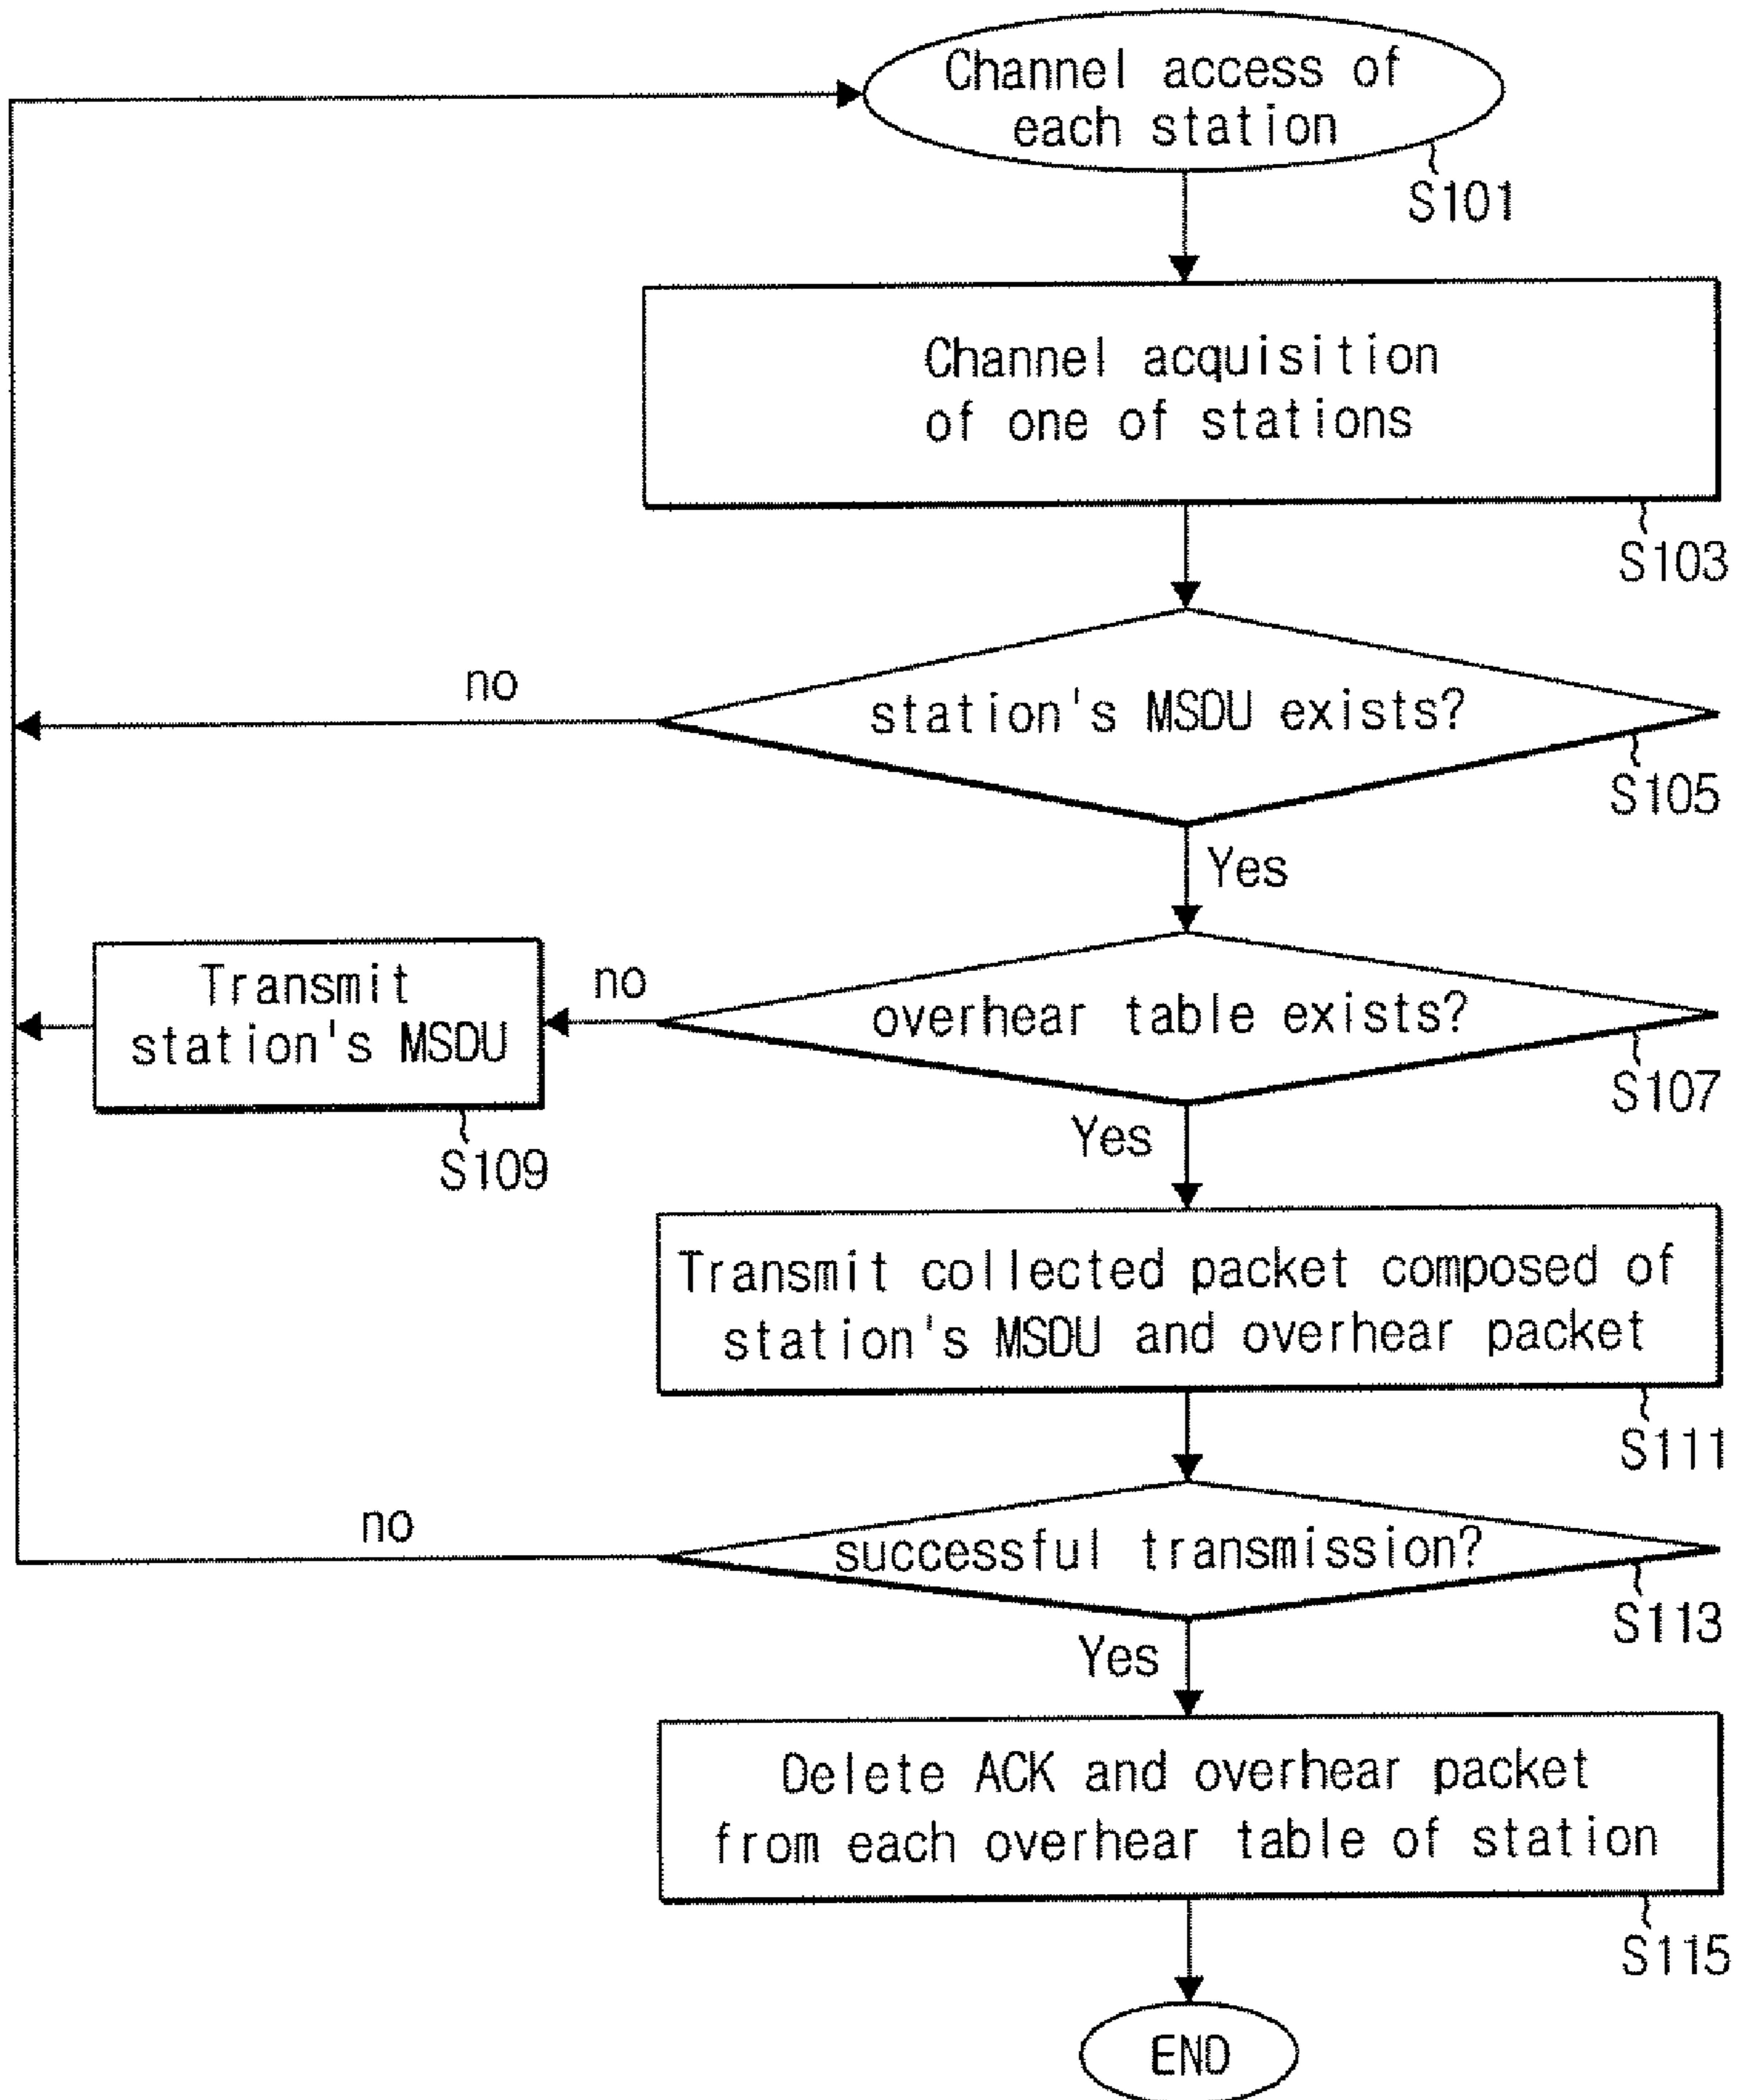 Channel access of
each station
S101
Channel acquisition
of one of stations
S103
no
station's MSDU exists?
S105
Yes
Transmit
station's MSDU
S109
no
overhear table exists?
S107
Yes
Transmit collected packet composed of
station's MSDU and overhear packet
S111
no
successful transmission?
S113
Yes
Delete ACK and overhear packet
from each overhear table of station
S115
END